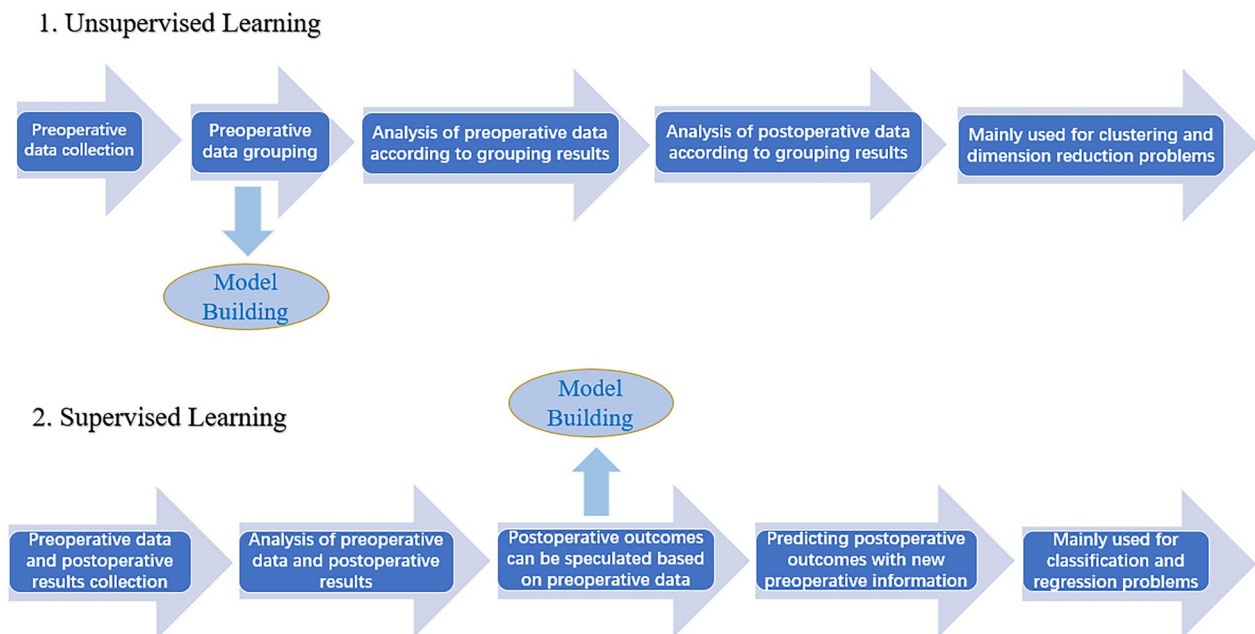 1. Unsupervised Learning
Preoperative
data collection
Preoperative
data grouping
Analysis of preoperative data
according to grouping results
Analysis of postoperative data
according to grouping results
Mainly used for clustering and
dimension reduction problems
Model
Building
2. Supervised Learning
Model
Building
Preoperative data
and postoperative
results collection
Analysis of preoperative
data and postoperative
results
Postoperative outcomes
can be speculated based
on preoperative data
Predicting postoperative
outcomes with new
preoperative information
Mainly used for
classification and
regression problems